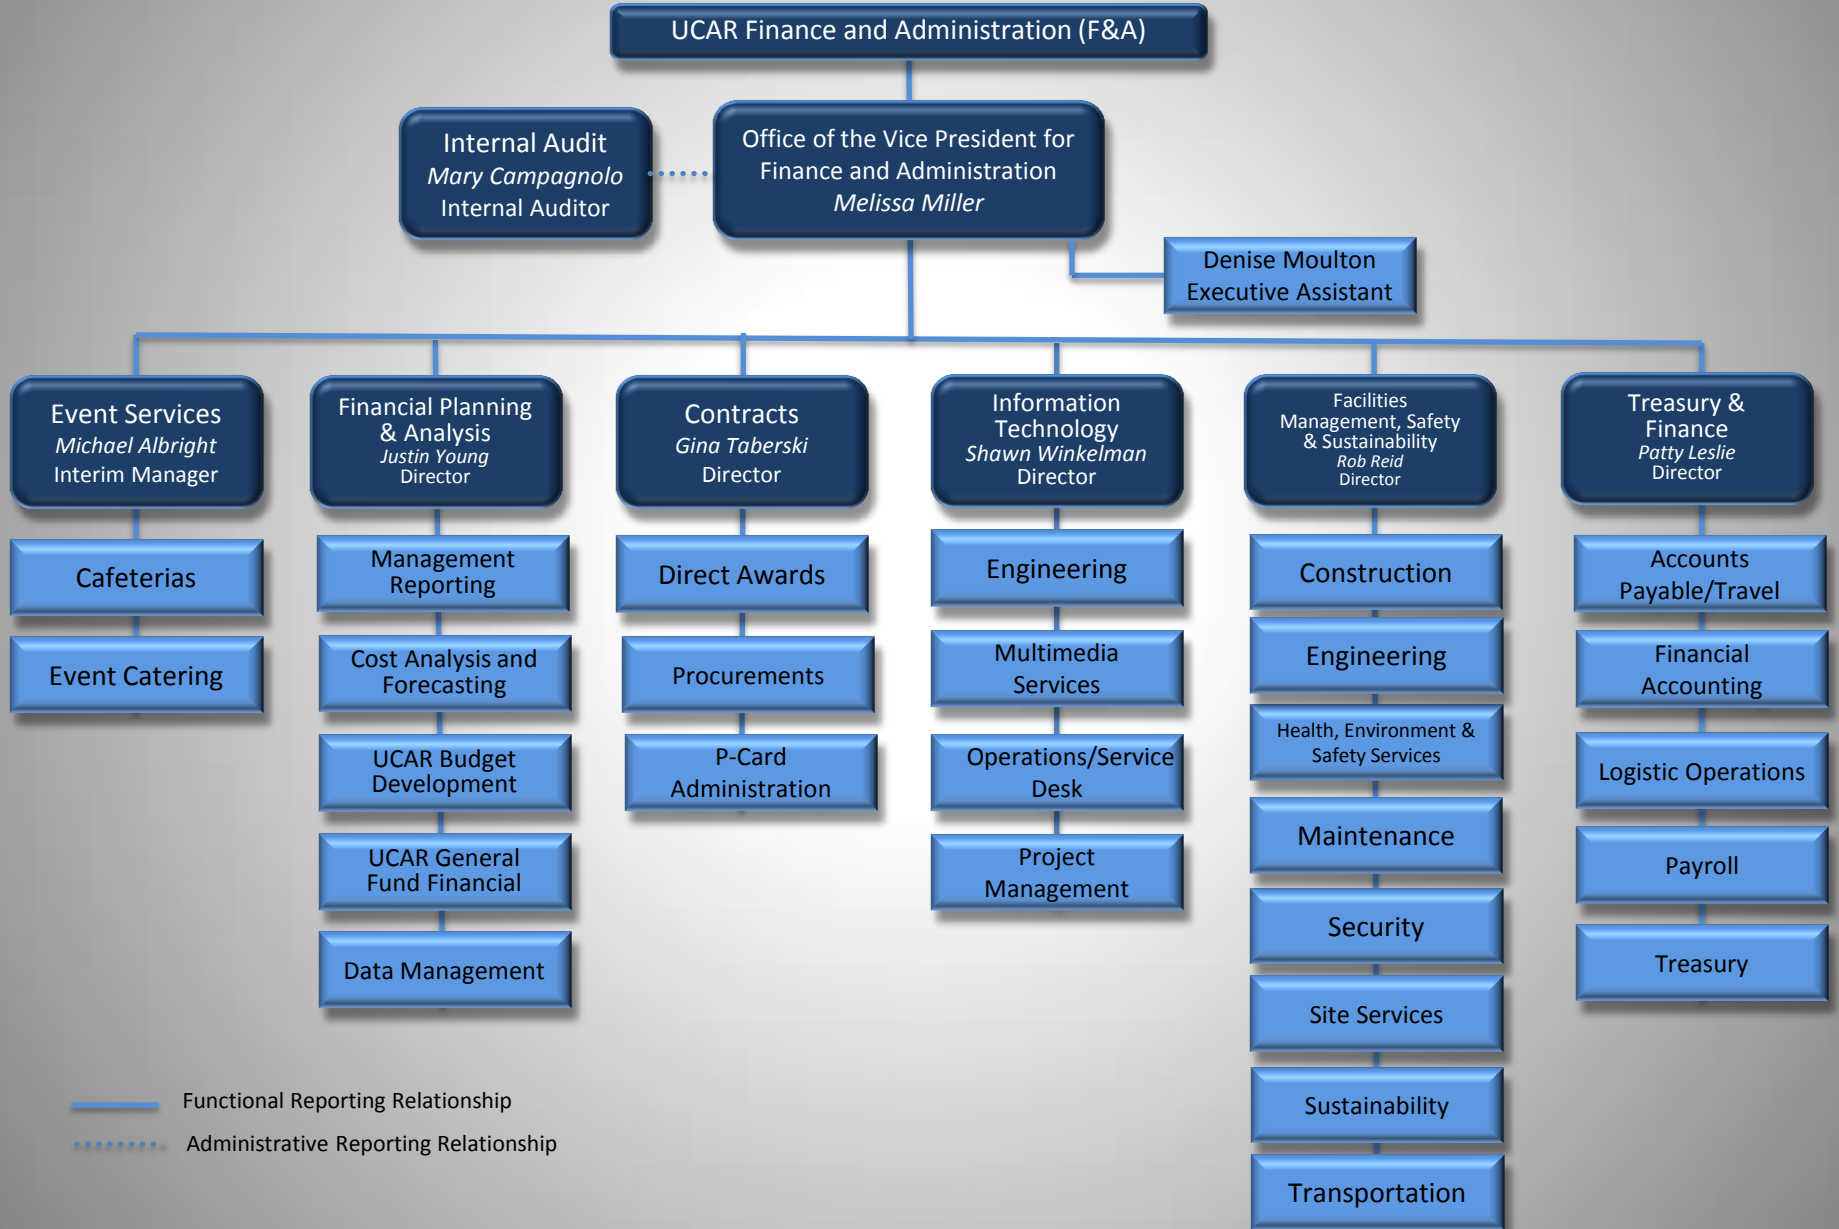 UCAR Finance and Administration (F&A)
Internal Audit
Mary Campagnolo
Internal Auditor
Office of the Vice President for
Finance and Administration
Melissa Miller
Denise Moulton
Executive Assistant
Event Services
Michael Albright
Interim Manager
Cafeterias
Event Catering
Financial Planning
& Analysis
Justin Young
Director
Management
Reporting
Cost Analysis and
Forecasting
UCAR Budget
Development
UCAR General
Fund Financial
Data Management
Contracts
Gina Taberski
Director
Direct Awards
Procurements
P-Card
Administration
Information
Technology
Shawn Winkelman
Director
Engineering
Multimedia
Services
Operations/Service
Desk
Project
Management
Facilities
Management, Safety
& Sustainability
Rob Reid
Director
Construction
Engineering
Health, Environment &
Safety Services
Maintenance
Security
Site Services
Sustainability
Transportation
Treasury &
Finance
Patty Leslie
Director
Accounts
Payable/Travel
Financial
Accounting
Logistic Operations
Payroll
Treasury
Functional Reporting Relationship
Administrative Reporting Relationship